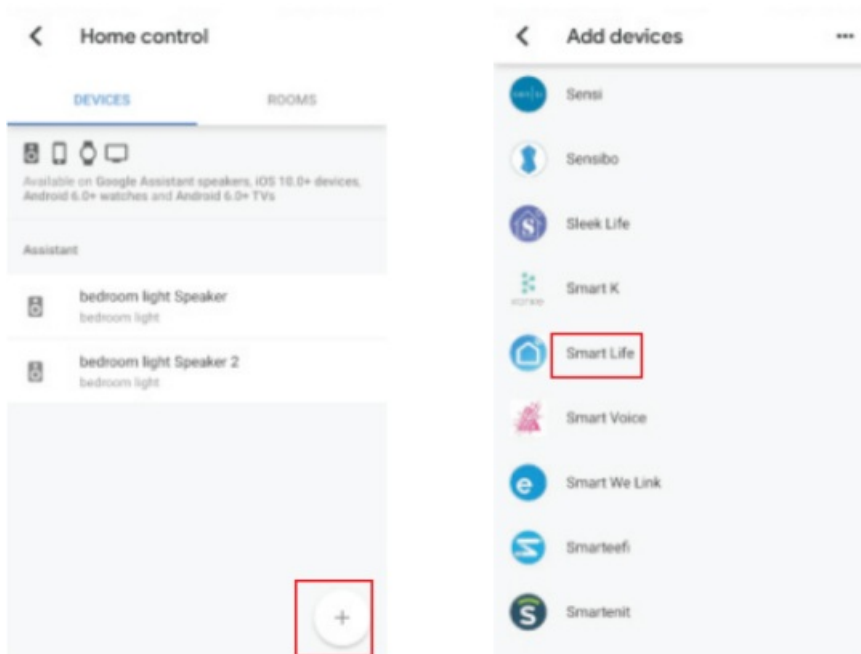 Home control
DEVICES
ROOMS
Available on Google Assistant speakers, iOS 10.0+ devices,
Android 6.0+ watches and Android 6.0+ TVs
Assistant
bedroom light Speaker
bedroom light
bedroom light Speaker 2
bedroom light
+
Add devices
Sensi
Sensibo
S
Sleek Life
Smart K
Smart Life
Smart Voice
e
Smart We Link
Smarteefi
S
Smartenit